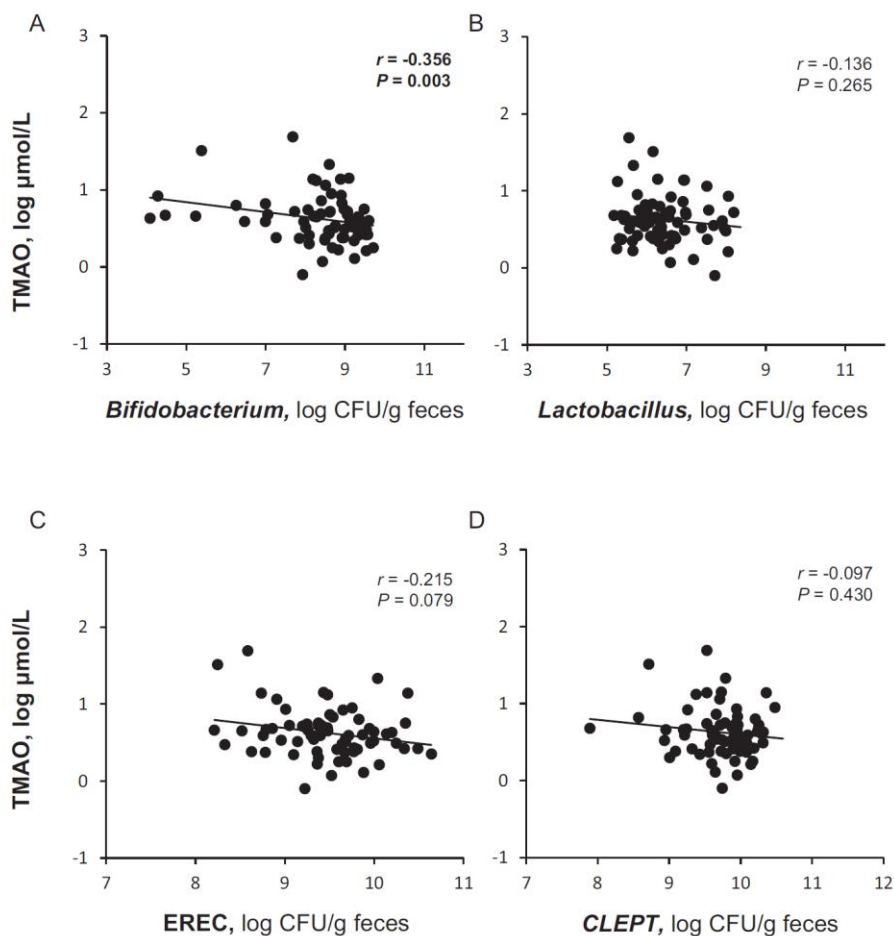 A
r = -0.356
P = 0.003
3
2
1
0
-1
TMAO, log μmol/L
3 5 7 9 11
Bifidobacterium, log CFU/g feces
B
r = -0.136
P = 0.265
3
2
1
0
-1
3 5 7 9 11
Lactobacillus, log CFU/g feces
C
r = -0.215
P = 0.079
3
2
1
0
-1
TMAO, log μmol/L
7 8 9 10 11
EREC, log CFU/g feces
D
r = -0.097
P = 0.430
3
2
1
0
-1
7 8 9 10 11 12
CLEPT, log CFU/g feces